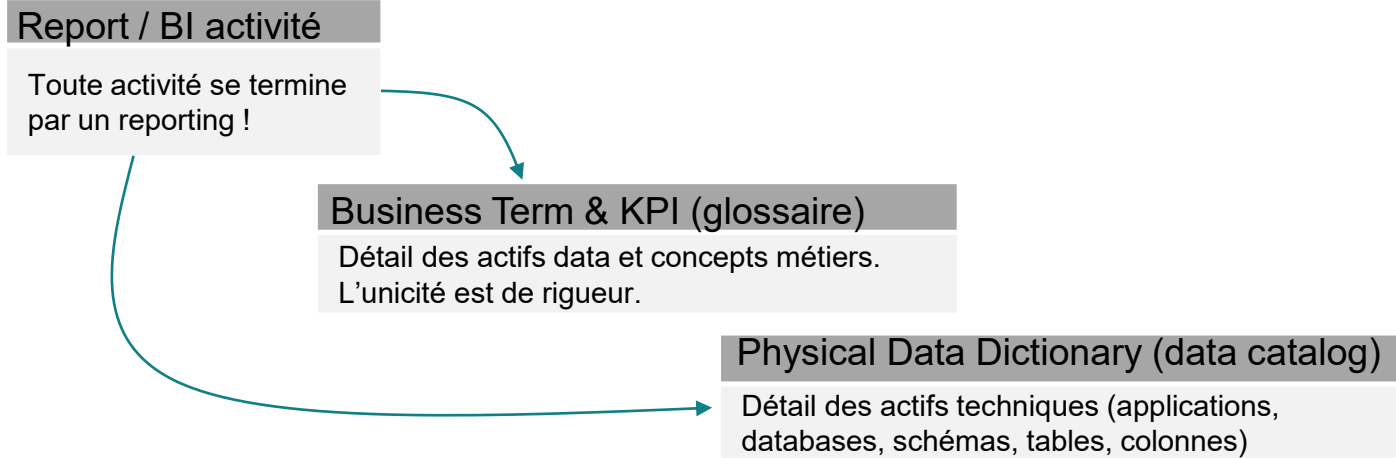 Report / BI activité
Toute activité se termine
par un reporting !
Business Term & KPI (glossaire)
Détail des actifs data et concepts métiers.
L'unicité est de rigueur.
Physical Data Dictionary (data catalog)
Détail des actifs techniques (applications,
databases, schémas, tables, colonnes)